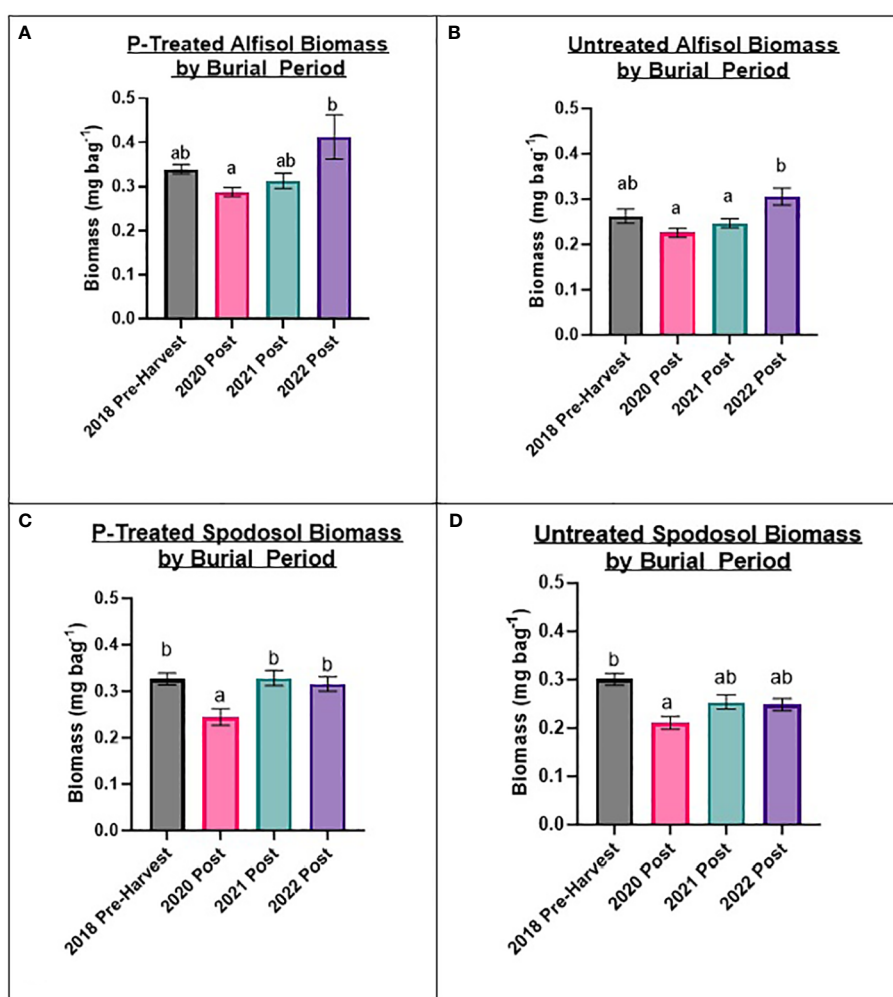 A
P-Treated Alfisol Biomass
by Burial Period
Biomass (mg bag-1)
0.5
0.4
0.3
0.2
0.1
0.0
ab
a
ab
b
2018 Pre-Harvest
2020 Post
2021 Post
2022 Post
B
Untreated Alfisol Biomass
by Burial Period
Biomass (mg bag-1)
0.5
0.4
0.3
0.2
0.1
0.0
ab
a
a
b
2018 Pre-Harvest
2020 Post
2021 Post
2022 Post
C
P-Treated Spodosol Biomass
by Burial Period
Biomass (mg bag-1)
0.5
0.4
0.3
0.2
0.1
0.0
b
a
b
b
2018 Pre-Harvest
2020 Post
2021 Post
2022 Post
D
Untreated Spodosol Biomass
by Burial Period
Biomass (mg bag-1)
0.5
0.4
0.3
0.2
0.1
0.0
b
a
ab
ab
2018 Pre-Harvest
2020 Post
2021 Post
2022 Post